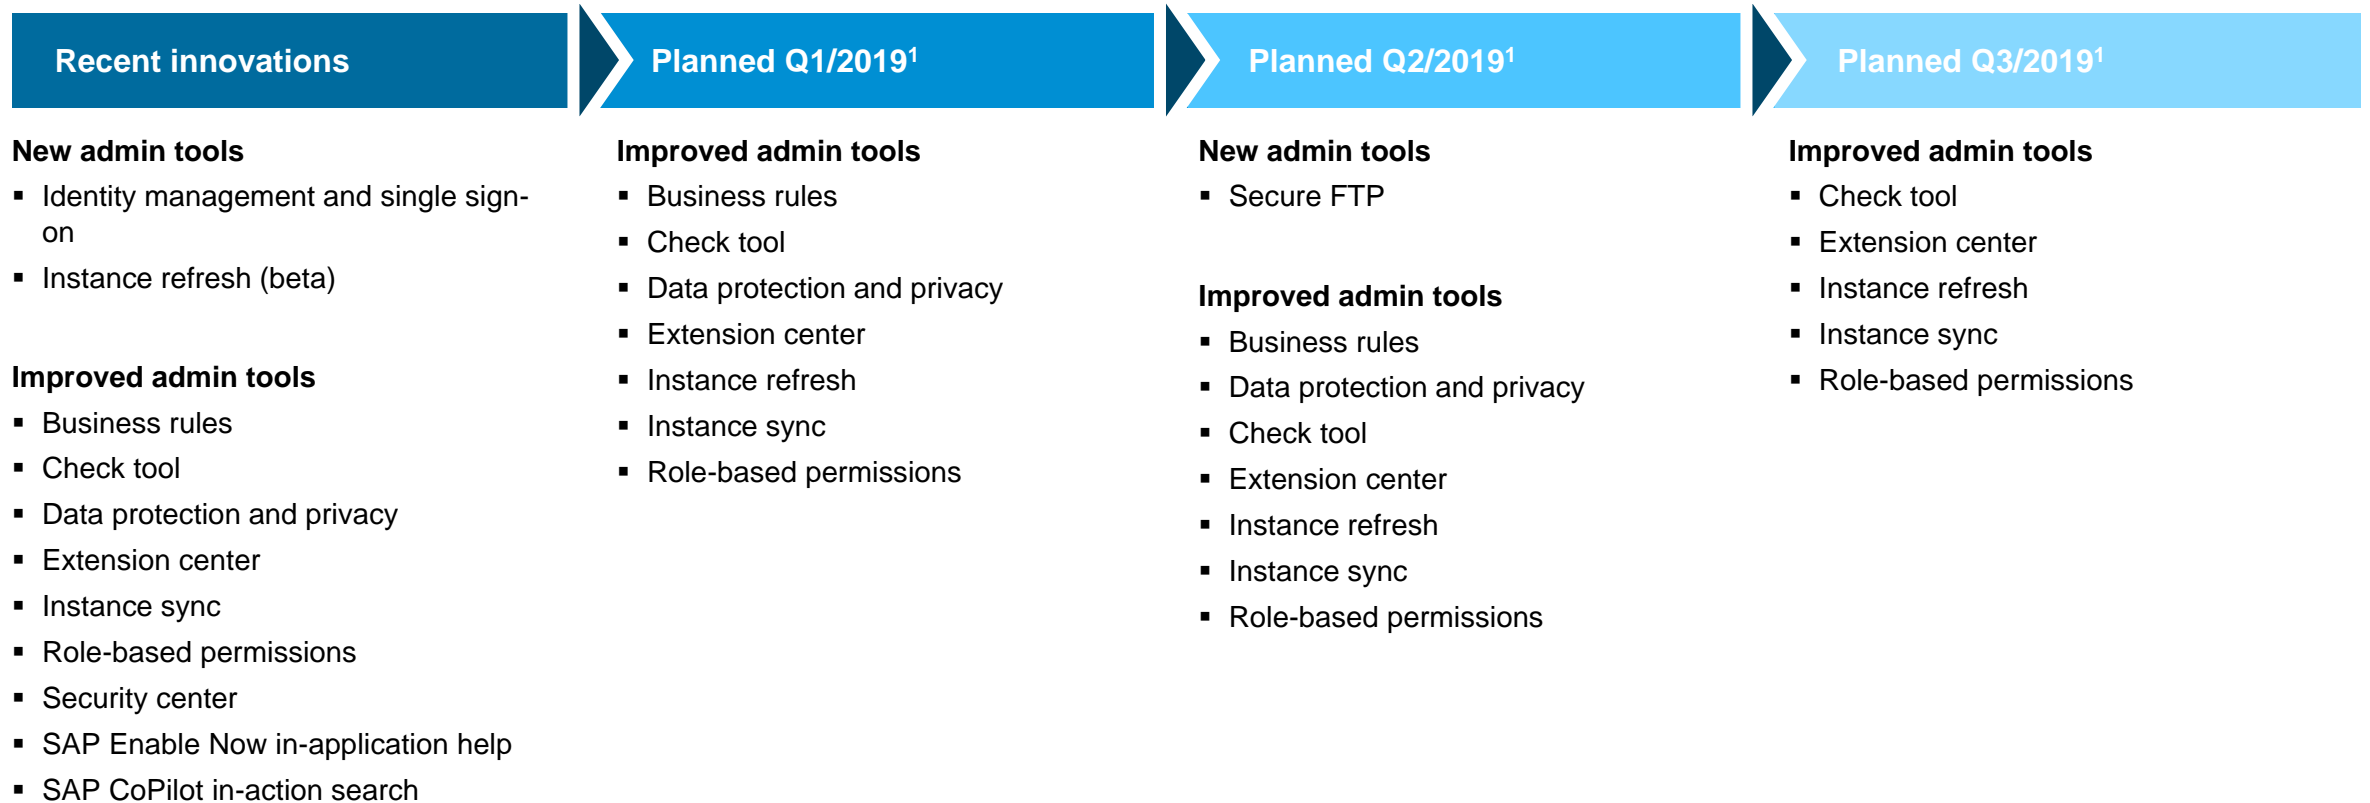 Recent innovations
New admin tools
▪ Identity management and single sign-
on
▪ Instance refresh (beta)
Improved admin tools
▪ Business rules
▪ Check tool
▪ Data protection and privacy
▪ Extension center
▪ Instance sync
▪ Role-based permissions
▪ Security center
▪ SAP Enable Now in-application help
▪ SAP CoPilot in-action search
Planned Q1/2019¹
Improved admin tools
▪ Business rules
▪ Check tool
▪ Data protection and privacy
▪ Extension center
▪ Instance refresh
▪ Instance sync
▪ Role-based permissions
Planned Q2/2019¹
New admin tools
▪ Secure FTP
Improved admin tools
▪ Business rules
▪ Data protection and privacy
▪ Check tool
▪ Extension center
▪ Instance refresh
▪ Instance sync
▪ Role-based permissions
Planned Q3/2019¹
Improved admin tools
▪ Check tool
▪ Extension center
▪ Instance refresh
▪ Instance sync
▪ Role-based permissions